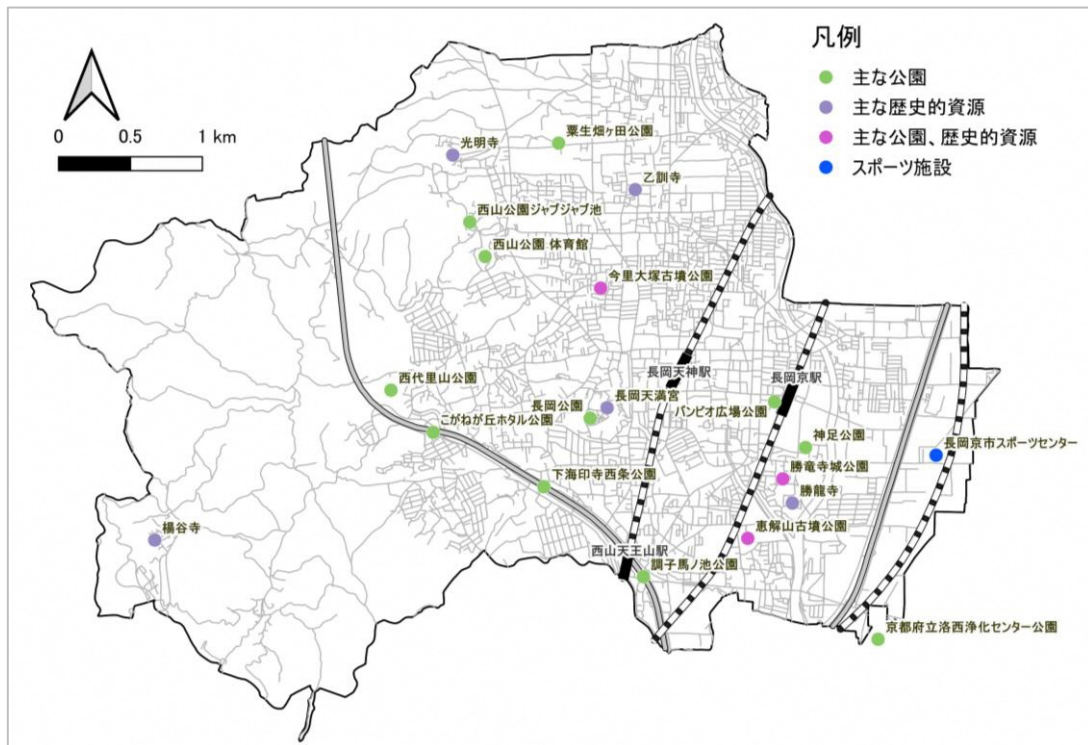 凡例
主な公園
主な歴史的資源
主な公園、歴史的資源
スポーツ施設
0 0.5 1 km
粟生畑ヶ田公園
光明寺
乙訓寺
西山公園ジャブジャブ池
西山公園 体育館
今里大塚古墳公園
長岡天神駅
長岡京駅
西代里山公園
長岡公園
長岡天満宮
バンビオ広場公園
こがねが丘ホタル公園
神足公園
長岡京市スポーツセンター
勝竜寺城公園
下海印寺西条公園
勝龍寺
楊谷寺
恵解山古墳公園
西山天王山駅
調子馬ノ池公園
京都府立洛西浄化センター公園